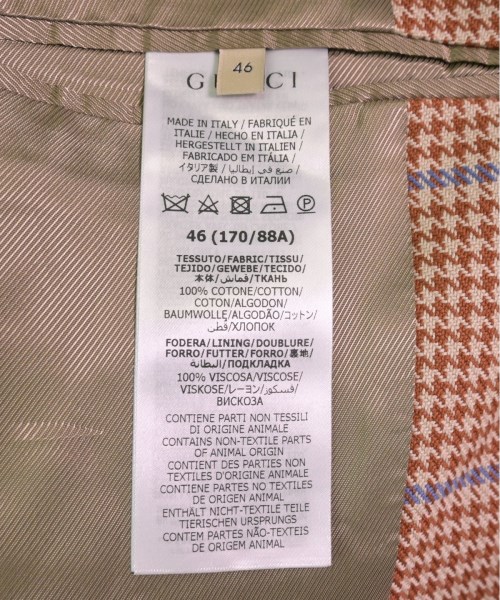 46
GUCCI
MADE IN ITALY / FABRIQUÉ EN
ITALIE / HECHO EN ITALIA /
HERGESTELLT IN ITALIEN /
FABRICADO EM ITÁLIA /
イタリア製 / صنع في إيطاليا /
СДЕЛАНО В ИТАЛИИ
P
46 (170/88A)
TESSUTO/FABRIC/TISSU/
TEJIDO/GEWEBE/TECIDO/
本体/قماش/ТКАНЬ
100% COTONE/COTTON/
COTON/ALGODON/
BAUMWOLLE/ALGODÃO/コットン/
قطن/ХЛОПОК
FODERA/LINING/DOUBLURE/
FORRO/FUTTER/FORRO/裏地/
البطانة/ПОДКЛАДКА
100% VISCOSA/VISCOSE/
VISKOSE/レーヨン/فسكوز/
ВИСКОЗА
CONTIENE PARTI NON TESSILI
DI ORIGINE ANIMALE
CONTAINS NON-TEXTILE PARTS
OF ANIMAL ORIGIN
CONTIENT DES PARTIES NON
TEXTILES D'ORIGINE ANIMALE
CONTIENE PARTES NO TEXTILES
DE ORIGEN ANIMAL
ENTHÄLT NICHT-TEXTILE TEILE
TIERISCHEN URSPRUNGS
CONTEM PARTES NÃO-TEXTEIS
DE ORIGEM ANIMAL